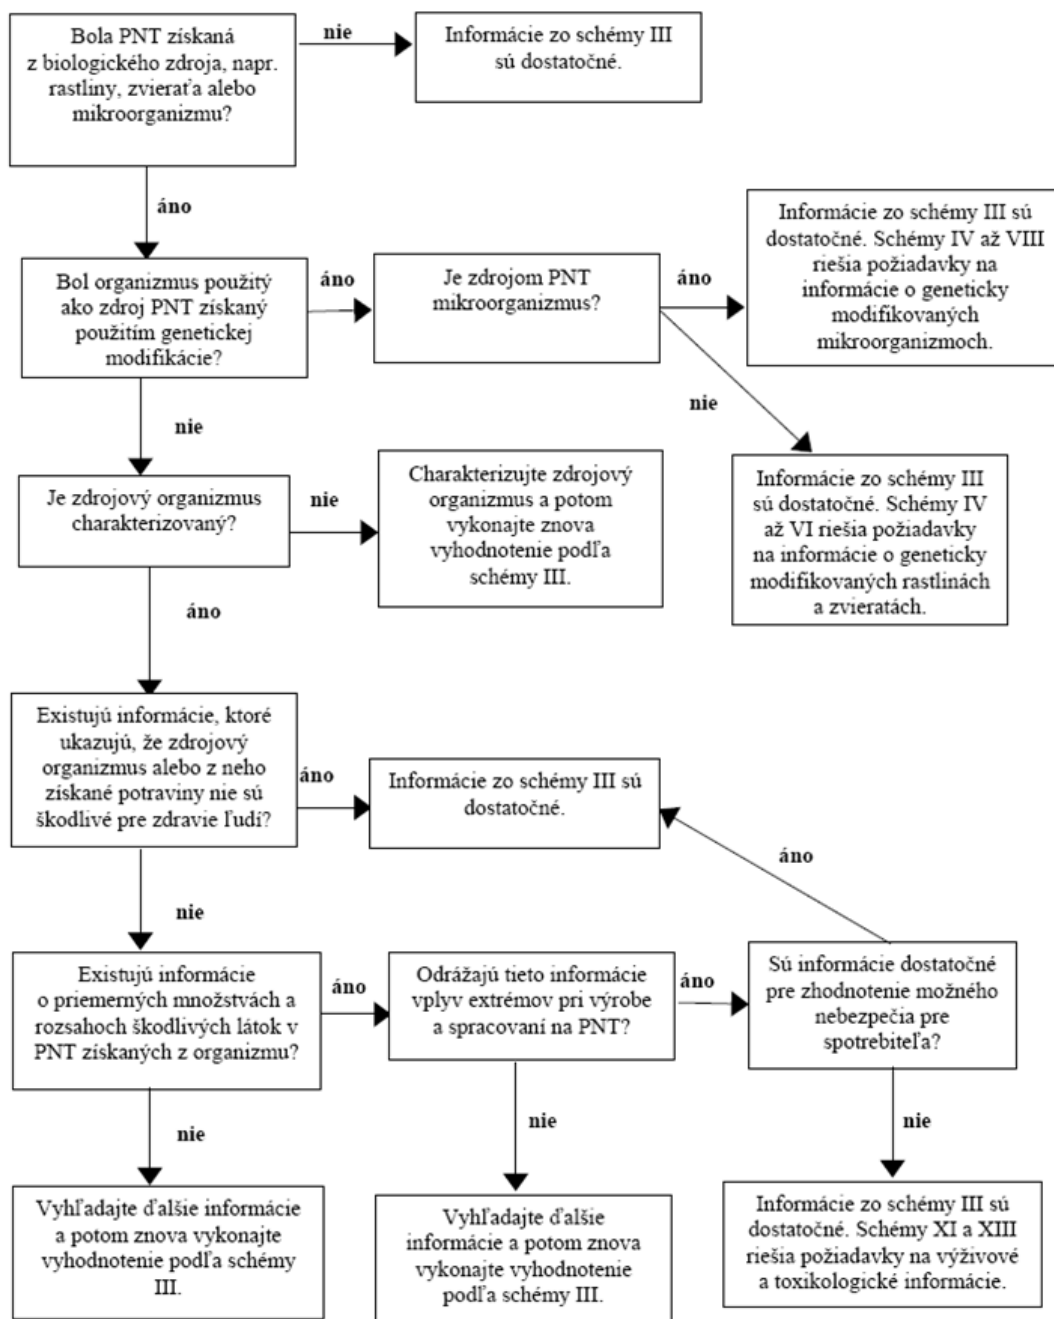 Bola PNT získaná
z biologického zdroja, napr.
rastliny, zvieraťa alebo
mikroorganizmu?
nie
Informácie zo schémy III
sú dostatočné.
áno
Bol organizmus použitý
ako zdroj PNT získaný
použitím genetickej
modifikácie?
áno
Je zdrojom PNT
mikroorganizmus?
áno
Informácie zo schémy III sú
dostatočné. Schémy IV až VIII
riešia požiadavky na
informácie o geneticky
modifikovaných
mikroorganizmoch.
nie
nie
Je zdrojový organizmus
charakterizovaný?
nie
Charakterizujte zdrojový
organizmus a potom
vykonajte znova
vyhodnotenie podľa
schémy III.
Informácie zo schémy III
sú dostatočné. Schémy IV
až VI riešia požiadavky
na informácie o geneticky
modifikovaných rastlinách
a zvieratách.
áno
Existujú informácie, ktoré
ukazujú, že zdrojový
organizmus alebo z neho
získané potraviny nie sú
škodlivé pre zdravie ľudí?
áno
Informácie zo schémy III sú
dostatočné.
áno
nie
Existujú informácie
o priemerných množstvách a
rozsahoch škodlivých látok v
PNT získaných z organizmu?
áno
Odrážajú tieto informácie
vplyv extrémov pri výrobe
a spracovaní na PNT?
áno
Sú informácie dostatočné
pre zhodnotenie možného
nebezpečia pre
spotrebiteľa?
nie
nie
nie
Vyhľadajte ďalšie informácie
a potom znova vykonajte
vyhodnotenie podľa schémy
III.
Vyhľadajte ďalšie
informácie a potom znova
vykonajte vyhodnotenie
podľa schémy III.
Informácie zo schémy III sú
dostatočné. Schémy XI a XIII
riešia požiadavky na výživové
a toxikologické informácie.